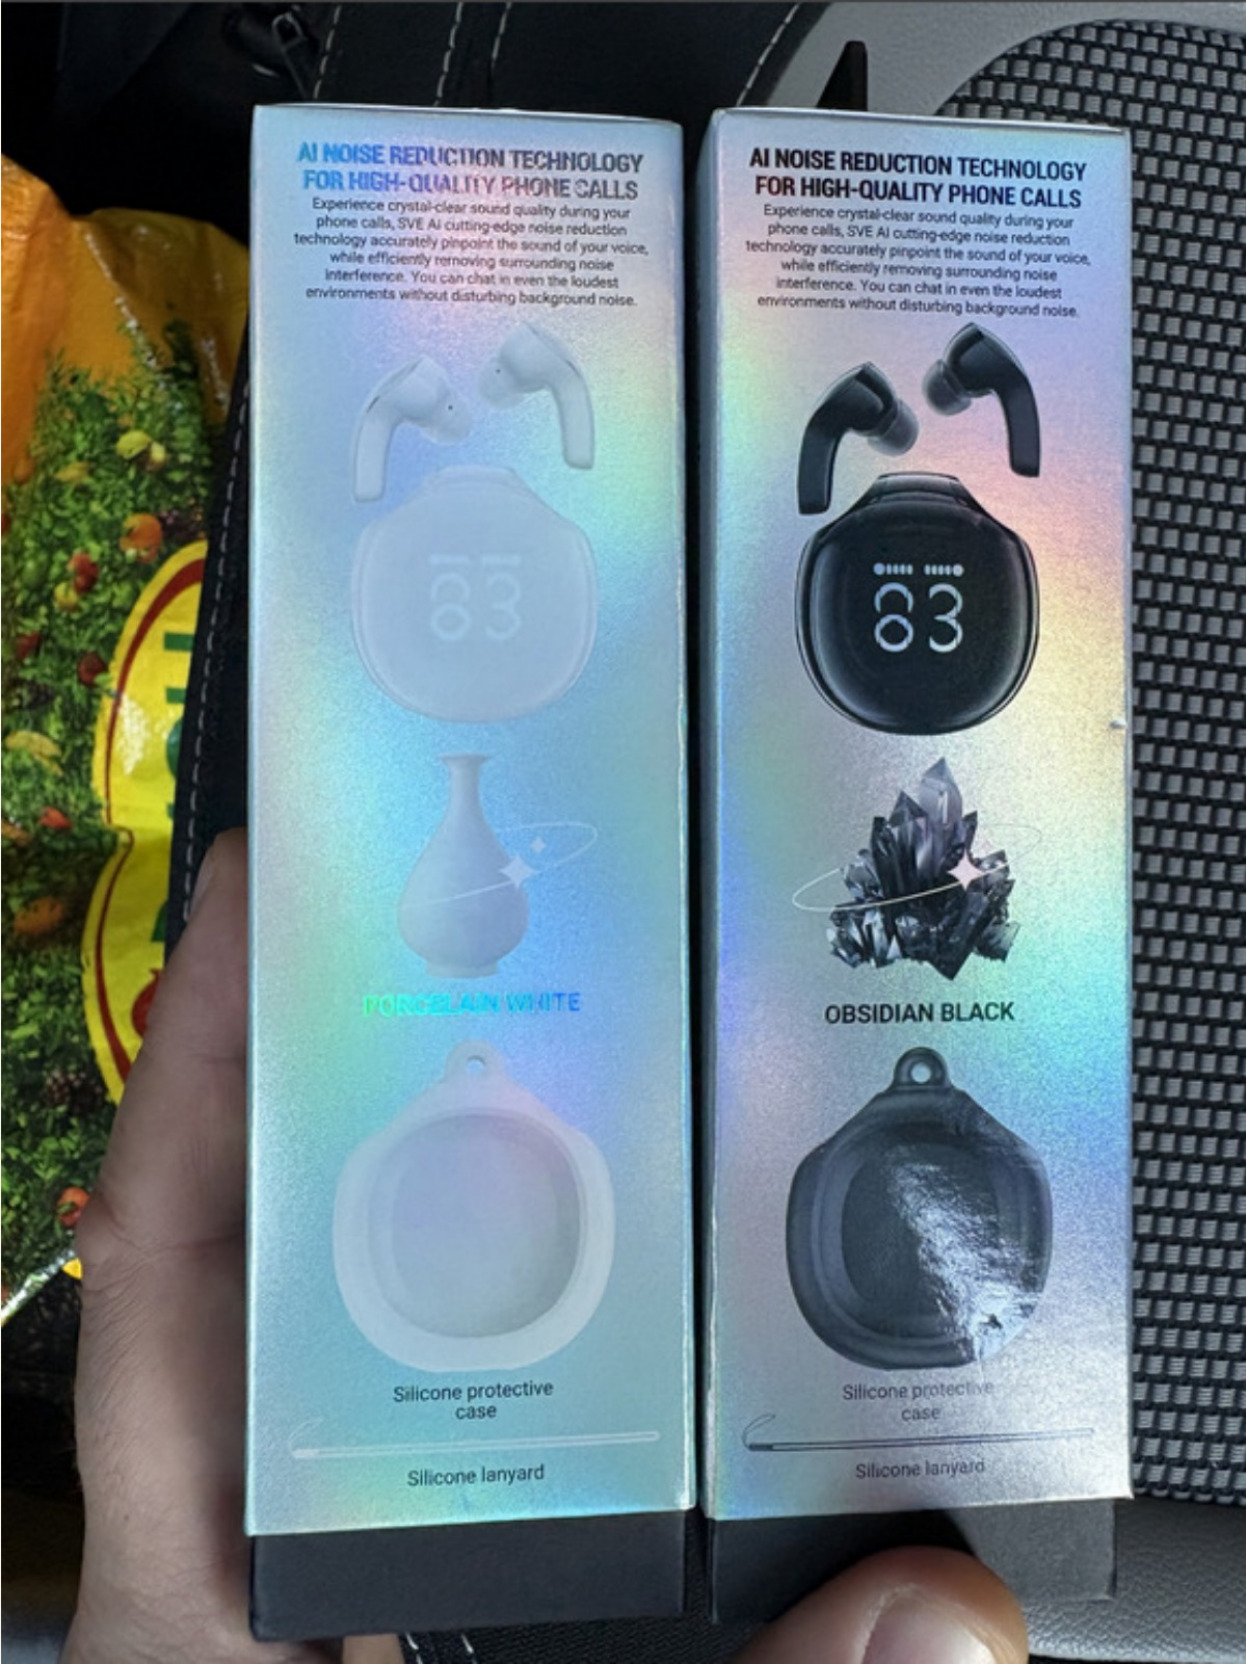 AI NOISE REDUCTION TECHNOLOGY
FOR HIGH-QUALITY PHONE CALLS
Experience crystal-clear sound quality during your
phone calls, SVE AI cutting-edge noise reduction
technology accurately pinpoint the sound of your voice,
while efficiently removing surrounding noise
interference. You can chat in even the loudest
environments without disturbing background noise.
83
PORCELAIN WHITE
Silicone protective
case
Silicone lanyard
AI NOISE REDUCTION TECHNOLOGY
FOR HIGH-QUALITY PHONE CALLS
Experience crystal-clear sound quality during your
phone calls, SVE AI cutting-edge noise reduction
technology accurately pinpoint the sound of your voice,
while efficiently removing surrounding noise
interference. You can chat in even the loudest
environments without disturbing background noise.
83
OBSIDIAN BLACK
Silicone protective
case
Silicone lanyard